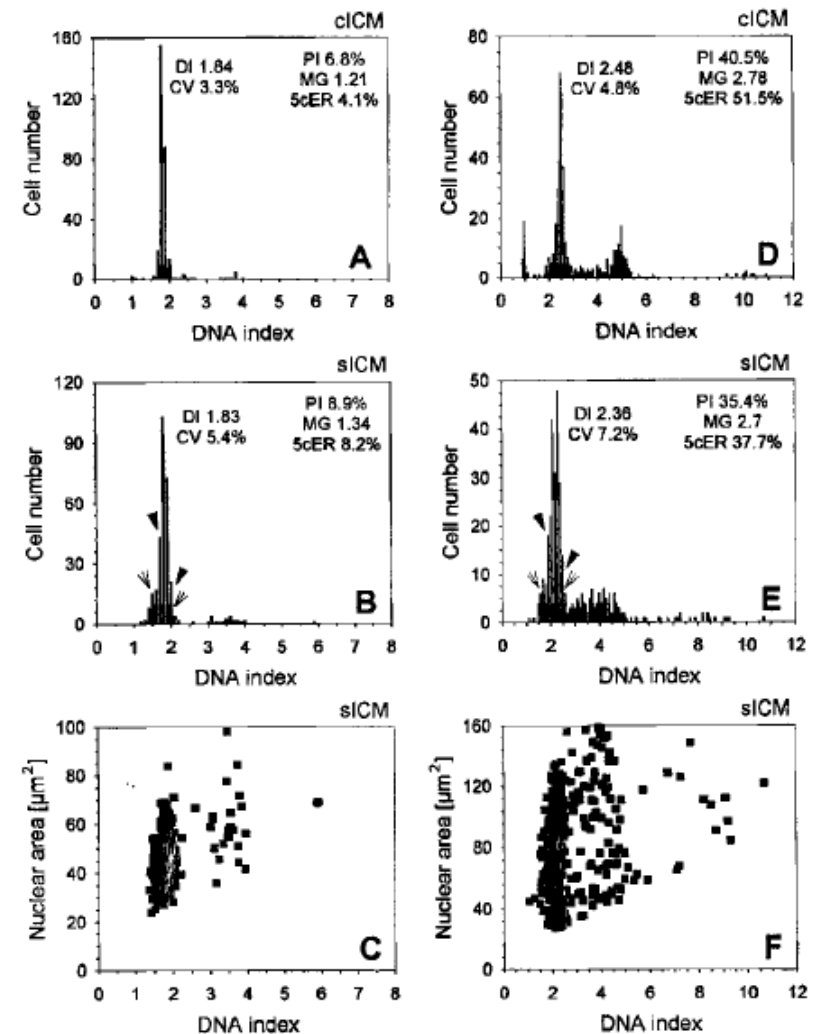 cICM
180
120
80
40
0
Cell number
DI 1.84
CV 3.3%
PI 6.8%
MG 1.21
5cER 4.1%
A
0 1 2 3 4 5 6 7 8
DNA index
cICM
80
60
40
20
0
Cell number
DI 2.48
CV 4.8%
PI 40.5%
MG 2.78
5cER 51.5%
D
0 2 4 6 8 10 12
DNA index
sICM
120
90
60
30
0
Cell number
DI 1.83
CV 5.4%
PI 8.9%
MG 1.34
5cER 8.2%
B
0 1 2 3 4 5 6 7 8
DNA index
sICM
50
40
30
20
10
0
Cell number
DI 2.36
CV 7.2%
PI 35.4%
MG 2.7
5cER 37.7%
E
0 2 4 6 8 10 12
DNA index
sICM
100
80
60
40
20
0
Nuclear area [µm²]
C
0 1 2 3 4 5 6 7 8
DNA index
sICM
160
120
80
40
0
Nuclear area [µm²]
F
0 2 4 6 8 10 12
DNA index